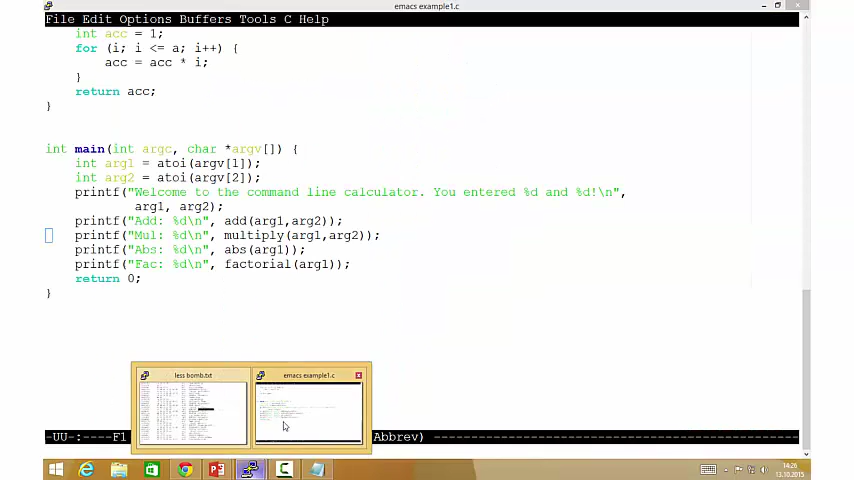 emacs example1.c
File Edit Options Buffers Tools C Help
int acc = 1;
for (i; i <= a; i++) {
acc = acc * i;
}
return acc;
}
int main(int argc, char *argv[]) {
int arg1 = atoi(argv[1]);
int arg2 = atoi(argv[2]);
printf("Welcome to the command line calculator. You entered %d and %d!\n",
arg1, arg2);
printf("Add: %d\n", add(arg1,arg2));
printf("Mul: %d\n", multiply(arg1,arg2));
printf("Abs: %d\n", abs(arg1));
printf("Fac: %d\n", factorial(arg1));
return 0;
}
less bomb.txt
emacs example1.c
-UU-:----F1
Abbrev) ----------------------------------------
14:26
13.10.2015